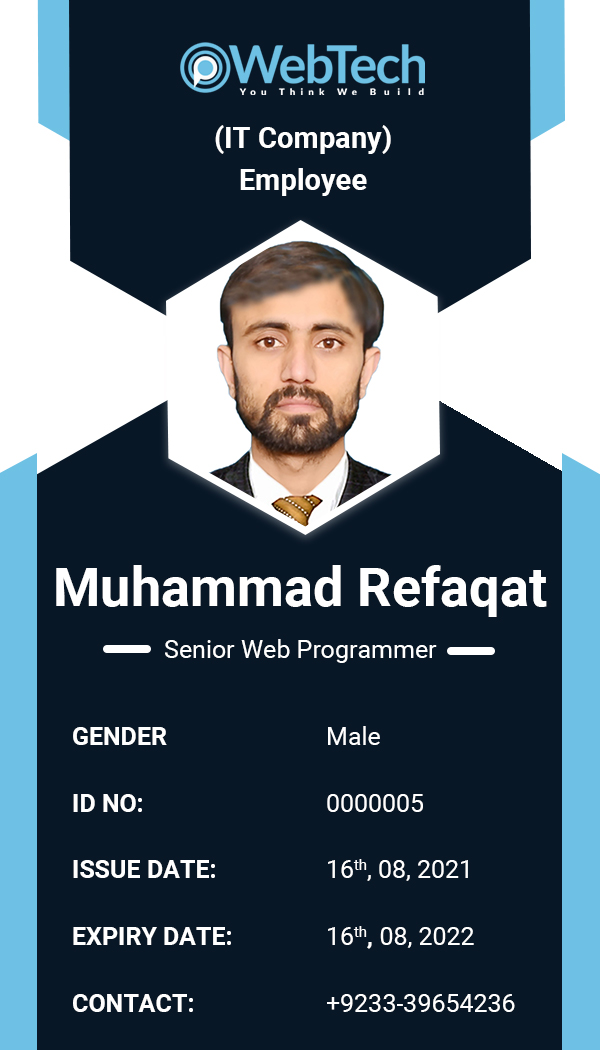 WebTech
You Think We Build
(IT Company)
Employee
Muhammad Refaqat
Senior Web Programmer
GENDER Male
ID NO: 0000005
ISSUE DATE: 16th, 08, 2021
EXPIRY DATE: 16th, 08, 2022
CONTACT: +9233-39654236